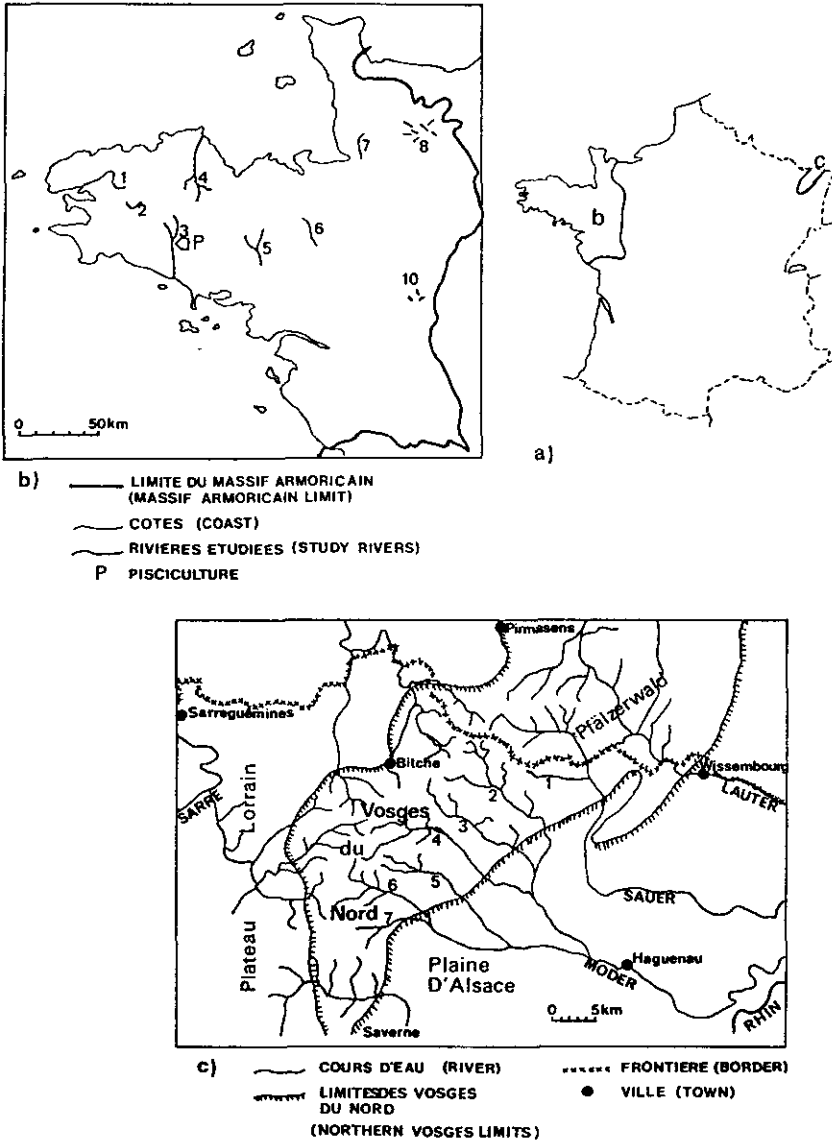 1
2
3
P
4
5
6
7
8
10
0 50km
b)
LIMITE DU MASSIF ARMORICAIN
(MASSIF ARMORICAIN LIMIT)
COTES (COAST)
RIVIERES ETUDIEES (STUDY RIVERS)
P PISCICULTURE
b
C
a)
Pirmasens
Sarreguemines
Pfälzerwald
Bitche
Wissembourg
LAUTER
SARRE
Lorrain
Plateau
Vosges
du
Nord
1
2
3
4
5
6
7
SAUER
Plaine
D'Alsace
MODER
Haguenau
RHIN
Saverne
0 5km
c)
COURS D'EAU (RIVER)
LIMITES DES VOSGES
DU NORD
(NORTHERN VOSGES LIMITS)
FRONTIERE (BORDER)
VILLE (TOWN)